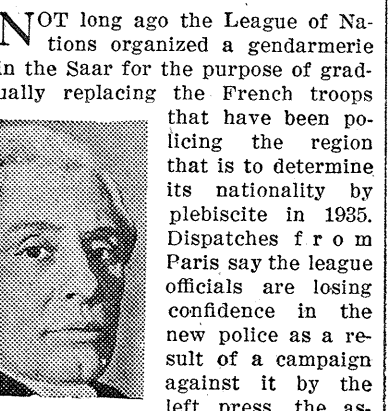 NOT long ago the League of Na-
tions organized a gendarmerie
in the Saar for the purpose of grad-
ually replacing the French troops
that have been po-
licing the region
that is to determine
its nationality by
plebiscite in 1935.
Dispatches from
Paris say the league
officials are losing
confidence in the
new police as a re-
sult of a campaign
against it by the
left press, the as-